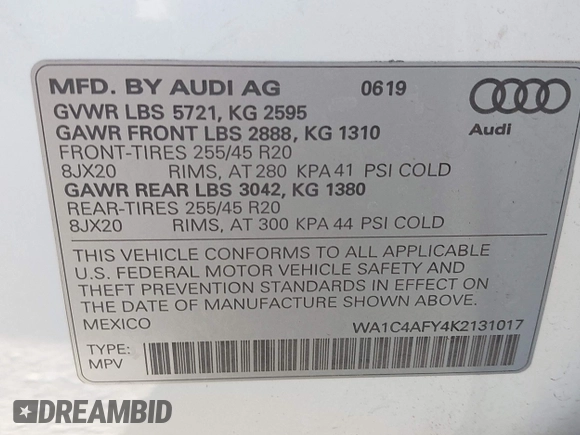 MFD. BY AUDI AG 0619
GVWR LBS 5721, KG 2595
GAWR FRONT LBS 2888, KG 1310
FRONT-TIRES 255/45 R20
8JX20 RIMS, AT 280 KPA 41 PSI COLD
GAWR REAR LBS 3042, KG 1380
REAR-TIRES 255/45 R20
8JX20 RIMS, AT 300 KPA 44 PSI COLD
Audi
THIS VEHICLE CONFORMS TO ALL APPLICABLE
U.S. FEDERAL MOTOR VEHICLE SAFETY AND
THEFT PREVENTION STANDARDS IN EFFECT ON
THE DATE OF MANUFACTURE SHOWN ABOVE.
MEXICO WA1C4AFY4K2131017
TYPE:
MPV
DREAMBID